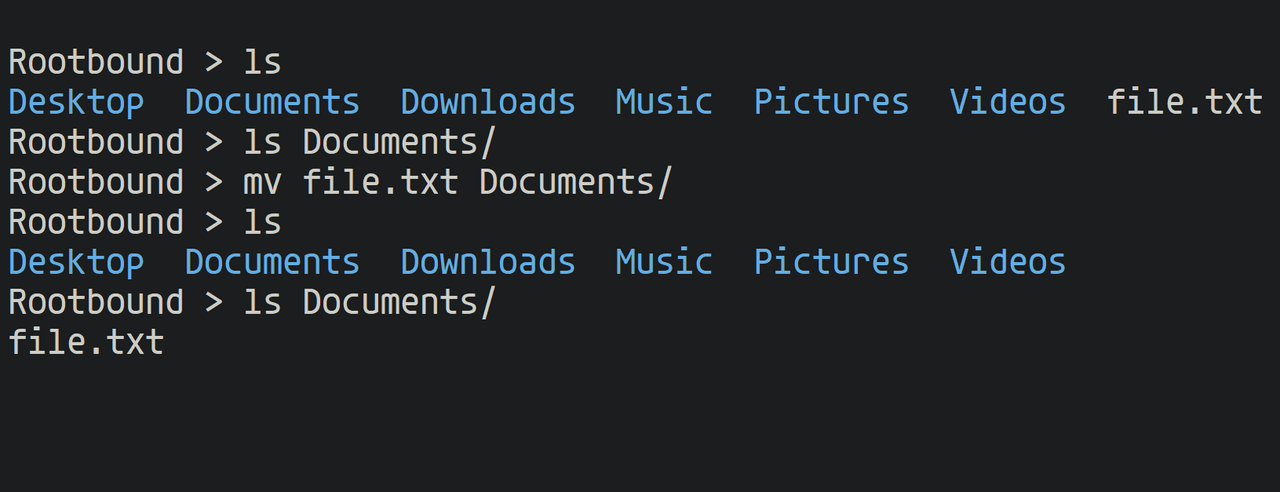 Rootbound > ls
Desktop  Documents  Downloads  Music  Pictures  Videos  file.txt
Rootbound > ls Documents/
Rootbound > mv file.txt Documents/
Rootbound > ls
Desktop  Documents  Downloads  Music  Pictures  Videos
Rootbound > ls Documents/
file.txt